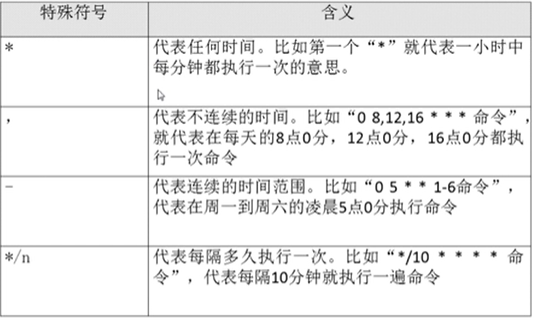 特殊符号 含义
* 代表任何时间。比如第一个“*”就代表一小时中
每分钟都执行一次的意思。
, 代表不连续的时间。比如“0 8,12,16 * * * 命令”,
就代表在每天的8点0分，12点0分，16点0分都执
行一次命令
- 代表连续的时间范围。比如“0 5 * * 1-6命令”,
代表在周一到周六的凌晨5点0分执行命令
*/n 代表每隔多久执行一次。比如“*/10 * * * * 命
令”，代表每隔10分钟就执行一遍命令